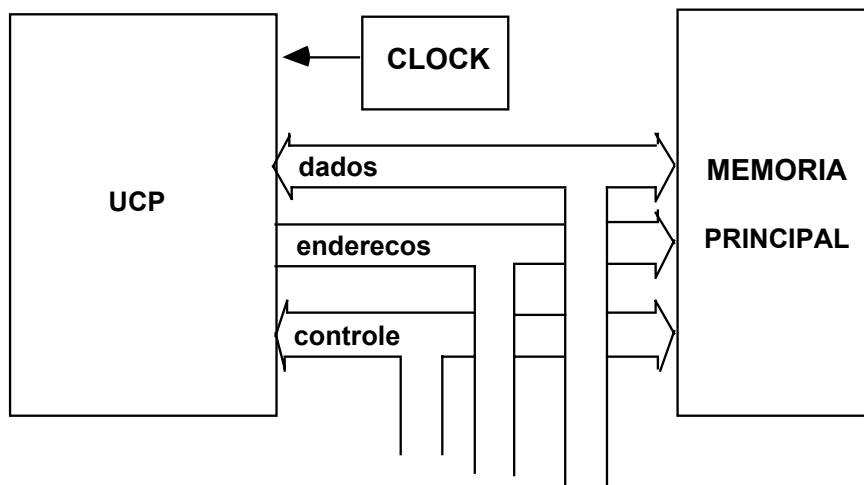 CLOCK
dados
UCP
MEMORIA
PRINCIPAL
enderecos
controle